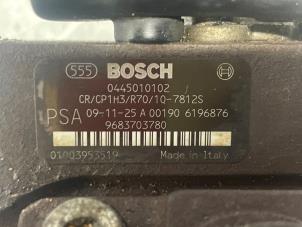 555 BOSCH
0445010102
CR/CP1H3/R70/10-7812S
PSA 09-11-25 A 00190 6196876
9683703780
01003953519 Made in Italy